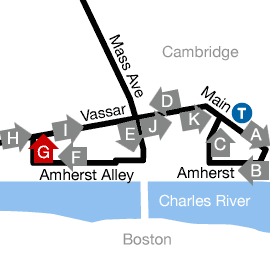 Mass Ave
Cambridge
Vassar
D
Main
T
H
I
E
J
K
A
G
F
C
B
Amherst Alley
Amherst
Charles River
Boston